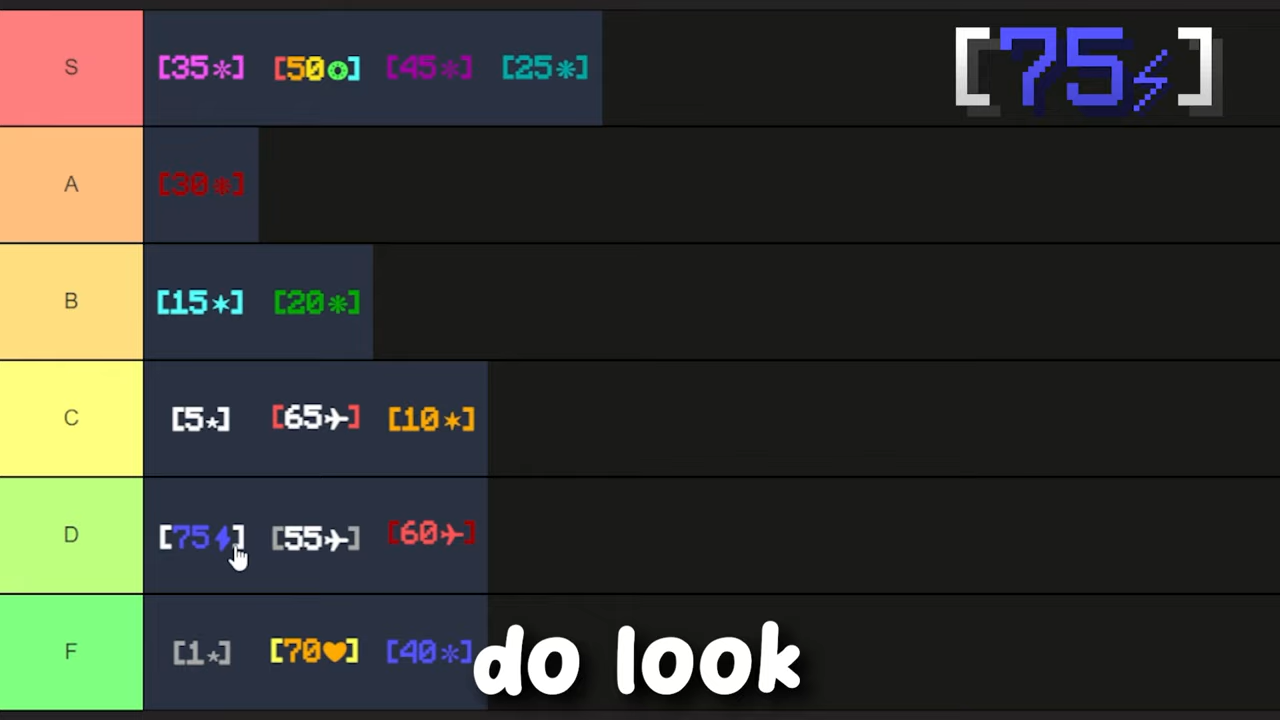 S [35✼] [50❂] [45✼] [25✼] [75⚡]
A [30✼]
B [15✶] [20✼]
C [5★] [65✈] [10✶]
D [75⚡] [55✈] [60✈]
F [1★] [70♥] [40✼]
do look